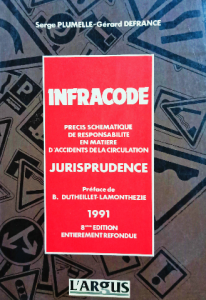 Serge PLUMELLE-Gérard DEFRANCE
INFRACODE
PRECIS SCHEMATIQUE
DE RESPONSABILITE
EN MATIERE
D'ACCIDENTS DE LA CIRCULATION
JURISPRUDENCE
Préface de
B. DUTHEILLET-LAMONTHEZIE
1991
8ème EDITION
ENTIEREMENT REFONDUE
L'ARGUS